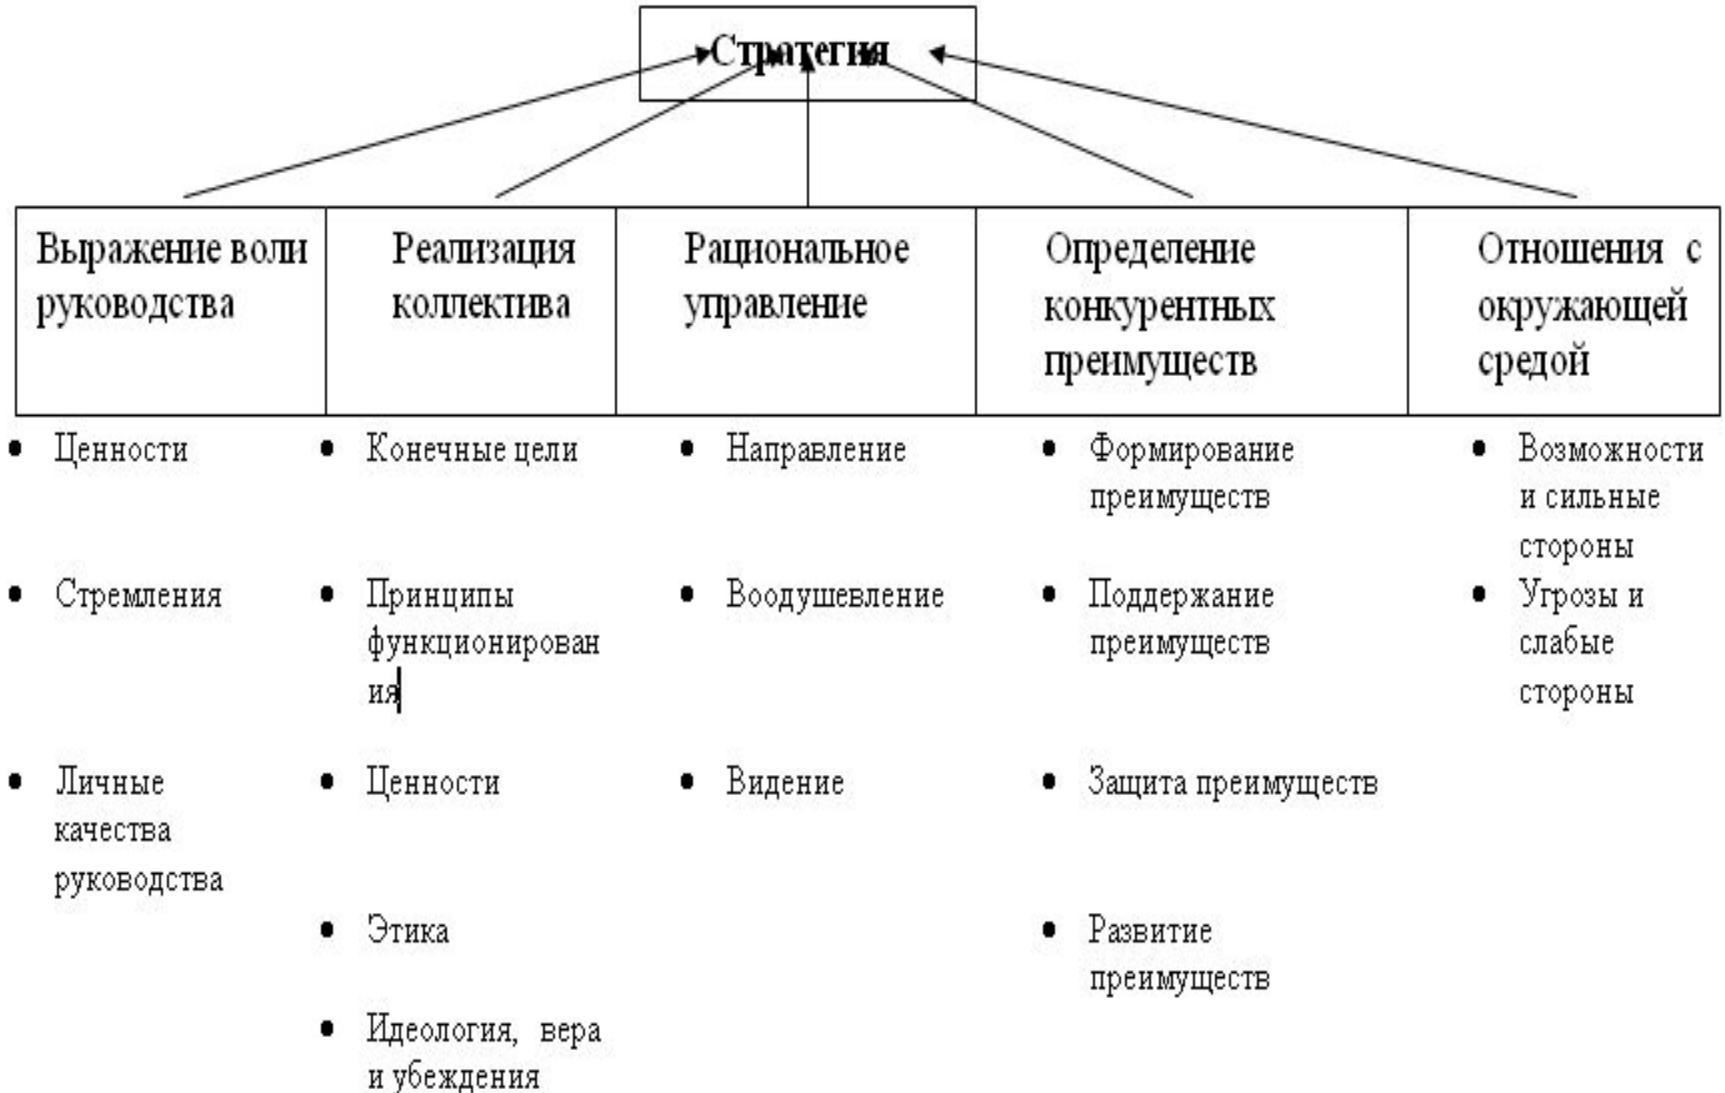 Стратегия
Выражение воли
руководства
Реализация
коллектива
Рациональное
управление
Определение
конкурентных
преимуществ
Отношения с
окружающей
средой
• Ценности
• Стремления
• Личные
качества
руководства
• Конечные цели
• Принципы
функционирован
ия
• Ценности
• Этика
• Идеология, вера
и убеждения
• Направление
• Воодушевление
• Видение
• Формирование
преимуществ
• Поддержание
преимуществ
• Защита преимуществ
• Развитие
преимуществ
• Возможности
и сильные
стороны
• Угрозы и
слабые
стороны